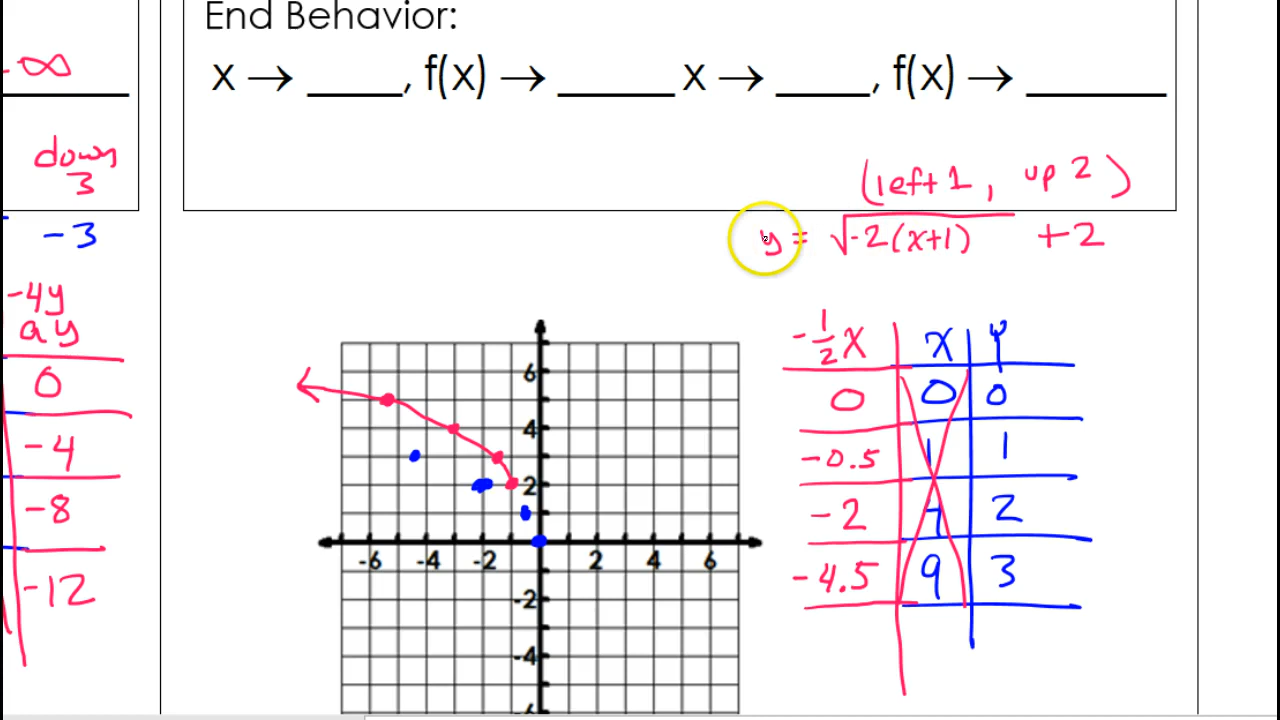 End Behavior:
x → ____, f(x) → _____ x → ____, f(x) → ______
-∞
down
3
-3
-4y
ay
0
-4
-8
-12
(left 1, up 2)
y = √-2(x+1) +2
-1/2x x y
0 0 0
-0.5 1 1
-2 4 2
-4.5 9 3
6
4
2
-6 -4 -2 2 4 6
-2
-4
-6